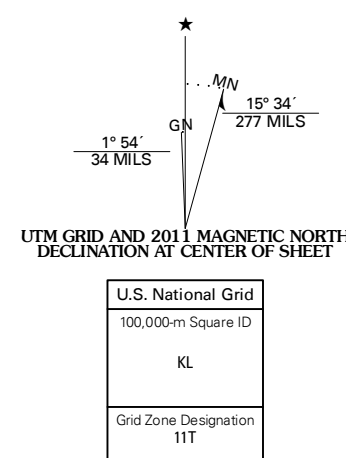 ★
MN
GN
15° 34´
277 MILS
1° 54´
34 MILS
UTM GRID AND 2011 MAGNETIC NORTH
DECLINATION AT CENTER OF SHEET
U.S. National Grid
100,000-m Square ID
KL
Grid Zone Designation
11T